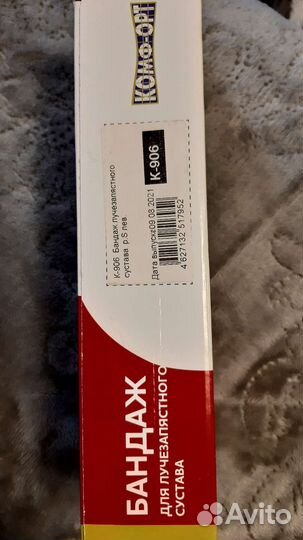 КОМФ-ОРТ
К-906 Бандаж лучезапястного
сустава р.S лев
К-906
Дата выпуска09.08.2021
4 627132 517952
БАНДАЖ
ДЛЯ ЛУЧЕЗАПЯСТНОГО
СУСТАВА
Avito